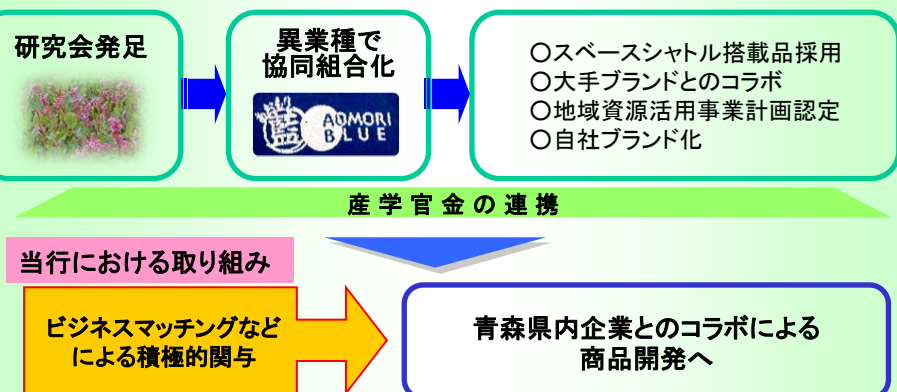 研究会発足
異業種で
協同組合化
藍
AOMORI
BLUE
〇スペースシャトル搭載品採用
〇大手ブランドとのコラボ
〇地域資源活用事業計画認定
〇自社ブランド化
産学官金の連携
当行における取り組み
ビジネスマッチングなど
による積極的関与
青森県内企業とのコラボによる
商品開発へ